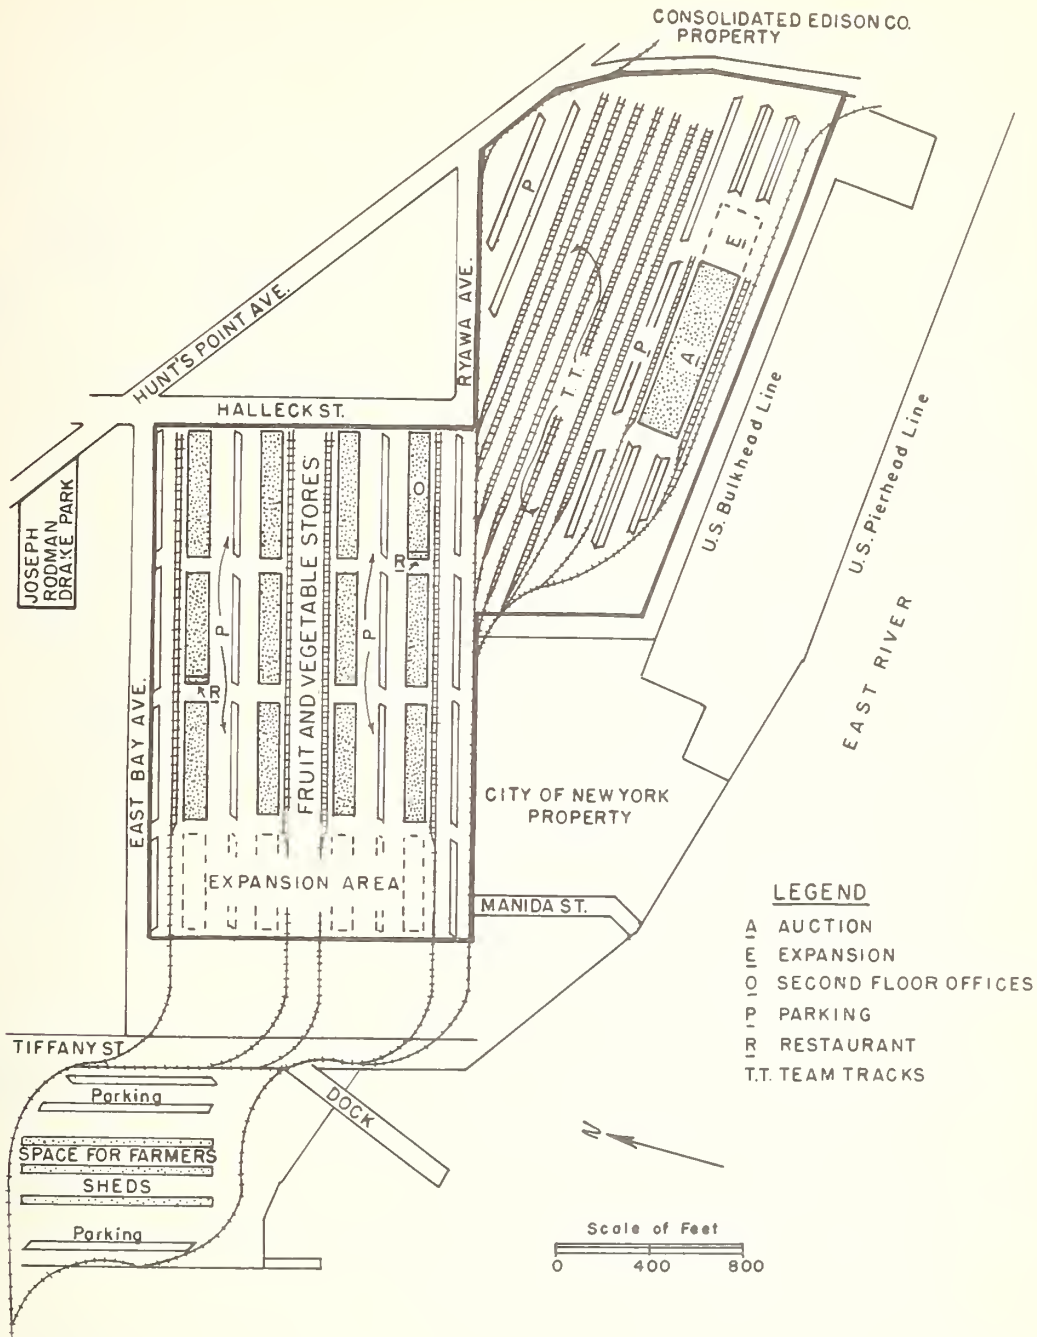 CONSOLIDATED EDISON CO.
PROPERTY
P
E
HUNT'S POINT AVE.
RYAWA AVE.
P
A
T.T.
HALLECK ST.
U.S. Bulkhead Line
U.S. Pierhead Line
JOSEPH
RODMAN
DRAKE PARK
O
R
FRUIT AND VEGETABLE STORES
P
P
R
EAST RIVER
EAST BAY AVE.
CITY OF NEW YORK
PROPERTY
EXPANSION AREA
MANIDA ST.
LEGEND
A AUCTION
E EXPANSION
O SECOND FLOOR OFFICES
P PARKING
R RESTAURANT
T.T. TEAM TRACKS
TIFFANY ST.
Parking
DOCK
N
SPACE FOR FARMERS
SHEDS
Parking
Scale of Feet
0 400 800